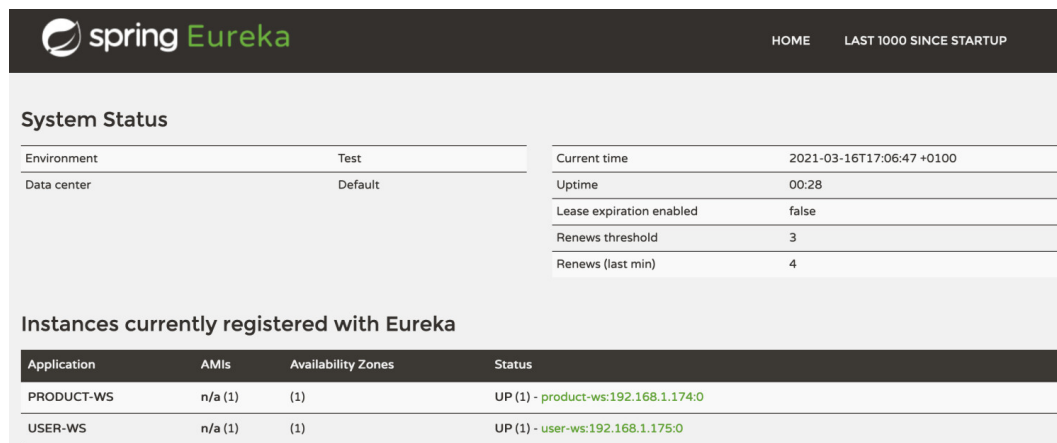 spring Eureka
HOME LAST 1000 SINCE STARTUP
System Status
Environment Test
Data center Default
Current time 2021-03-16T17:06:47 +0100
Uptime 00:28
Lease expiration enabled false
Renews threshold 3
Renews (last min) 4
Instances currently registered with Eureka
Application AMIs Availability Zones Status
PRODUCT-WS n/a (1) (1) UP (1) - product-ws:192.168.1.174:0
USER-WS n/a (1) (1) UP (1) - user-ws:192.168.1.175:0